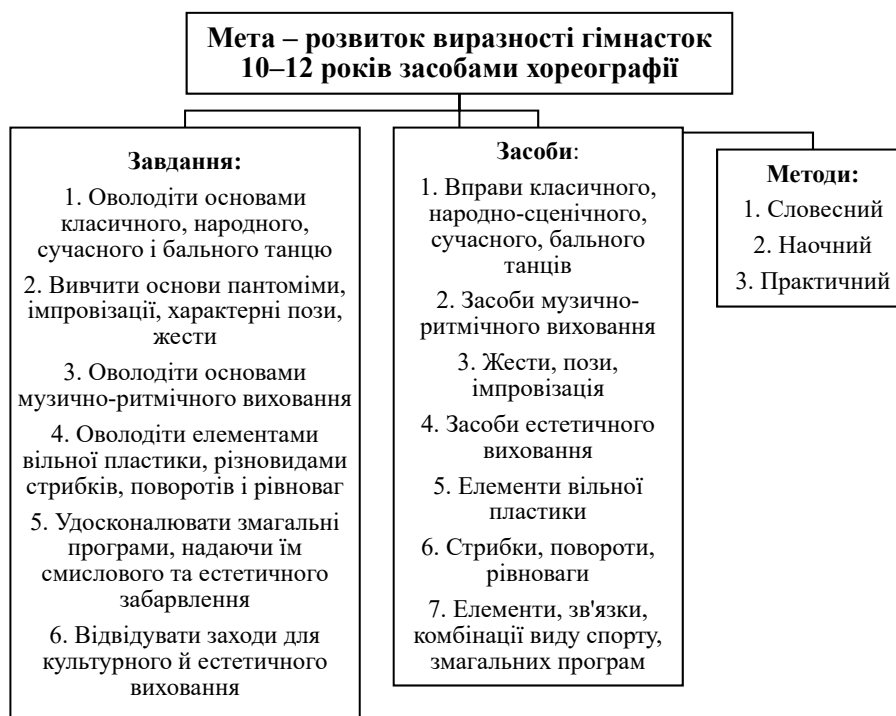 Мета – розвиток виразності гімнасток
10–12 років засобами хореографії
Завдання:
1. Оволодіти основами
класичного, народного,
сучасного і бального танцю
2. Вивчити основи пантоміми,
імпровізації, характерні пози,
жести
3. Оволодіти основами
музично-ритмічного виховання
4. Оволодіти елементами
вільної пластики, різновидами
стрибків, поворотів і рівноваг
5. Удосконалювати змагальні
програми, надаючи їм
смислового та естетичного
забарвлення
6. Відвідувати заходи для
культурного й естетичного
виховання
Засоби:
1. Вправи класичного,
народно-сценічного,
сучасного, бального
танців
2. Засоби музично-
ритмічного виховання
3. Жести, пози,
імпровізація
4. Засоби естетичного
виховання
5. Елементи вільної
пластики
6. Стрибки, повороти,
рівноваги
7. Елементи, зв'язки,
комбінації виду спорту,
змагальних програм
Методи:
1. Словесний
2. Наочний
3. Практичний